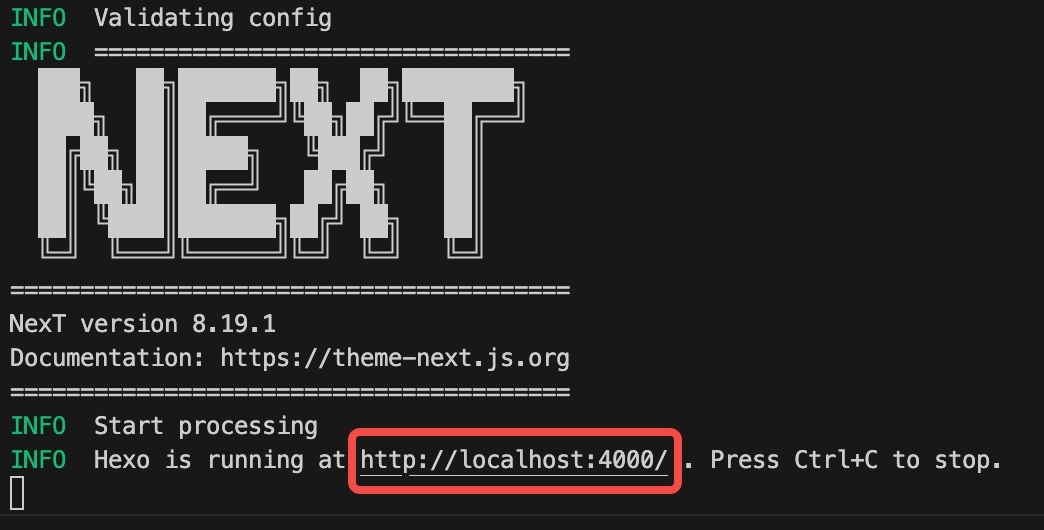 INFO  Validating config
INFO  ==================================
NEXT
========================================
NexT version 8.19.1
Documentation: https://theme-next.js.org
========================================
INFO  Start processing
INFO  Hexo is running at http://localhost:4000/ . Press Ctrl+C to stop.